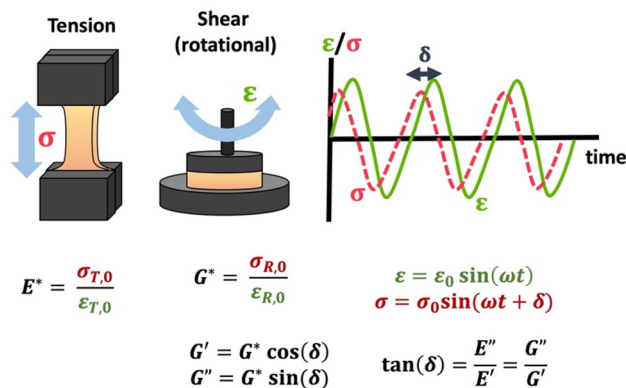 Tension
σ
Shear
(rotational)
ε
ε/σ
δ
time
σ
ε
E* = σT,0 / εT,0
G* = σR,0 / εR,0
ε = ε0 sin(ωt)
σ = σ0sin(ωt + δ)
G′ = G* cos(δ)
G″ = G* sin(δ)
tan(δ) = E″ / E′ = G″ / G′